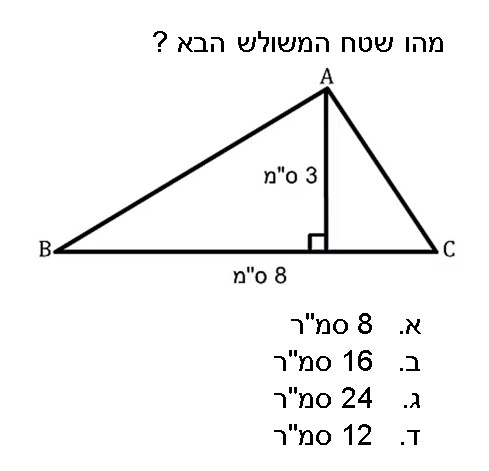 מהו שטח המשולש הבא ?
A
3 ס"מ
B
C
8 ס"מ
א. 8 סמ"ר
ב. 16 סמ"ר
ג. 24 סמ"ר
ד. 12 סמ"ר